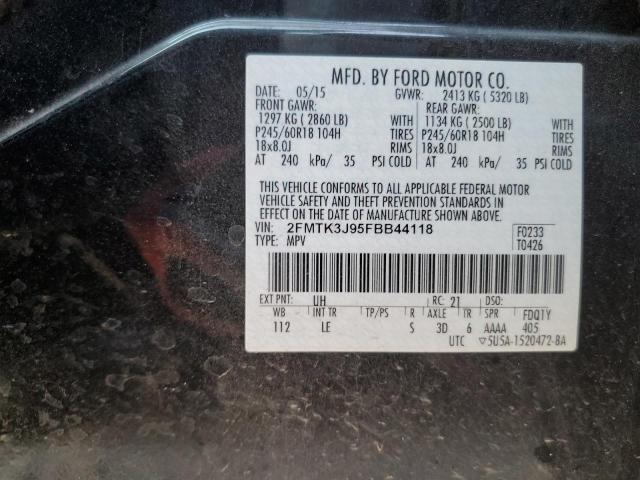 MFD. BY FORD MOTOR CO.
DATE: 05/15 GVWR: 2413 KG ( 5320 LB)
FRONT GAWR: REAR GAWR:
1297 KG ( 2860 LB) WITH 1134 KG ( 2500 LB) WITH
P245/60R18 104H TIRES P245/60R18 104H TIRES
18x8.0J RIMS 18x8.0J RIMS
AT 240 kPa/ 35 PSI COLD AT 240 kPa/ 35 PSI COLD
THIS VEHICLE CONFORMS TO ALL APPLICABLE FEDERAL MOTOR
VEHICLE SAFETY AND THEFT PREVENTION STANDARDS IN
EFFECT ON THE DATE OF MANUFACTURE SHOWN ABOVE.
VIN: 2FMTK3J95FBB44118 F0233
TYPE: MPV T0426
EXT PNT: UH RC: 21 DSO:
WB INT TR TP/PS R AXLE TR SPR FDQ1Y
112 LE S 3D 6 AAAA 405
UTC ▽5U5A-1520472-BA